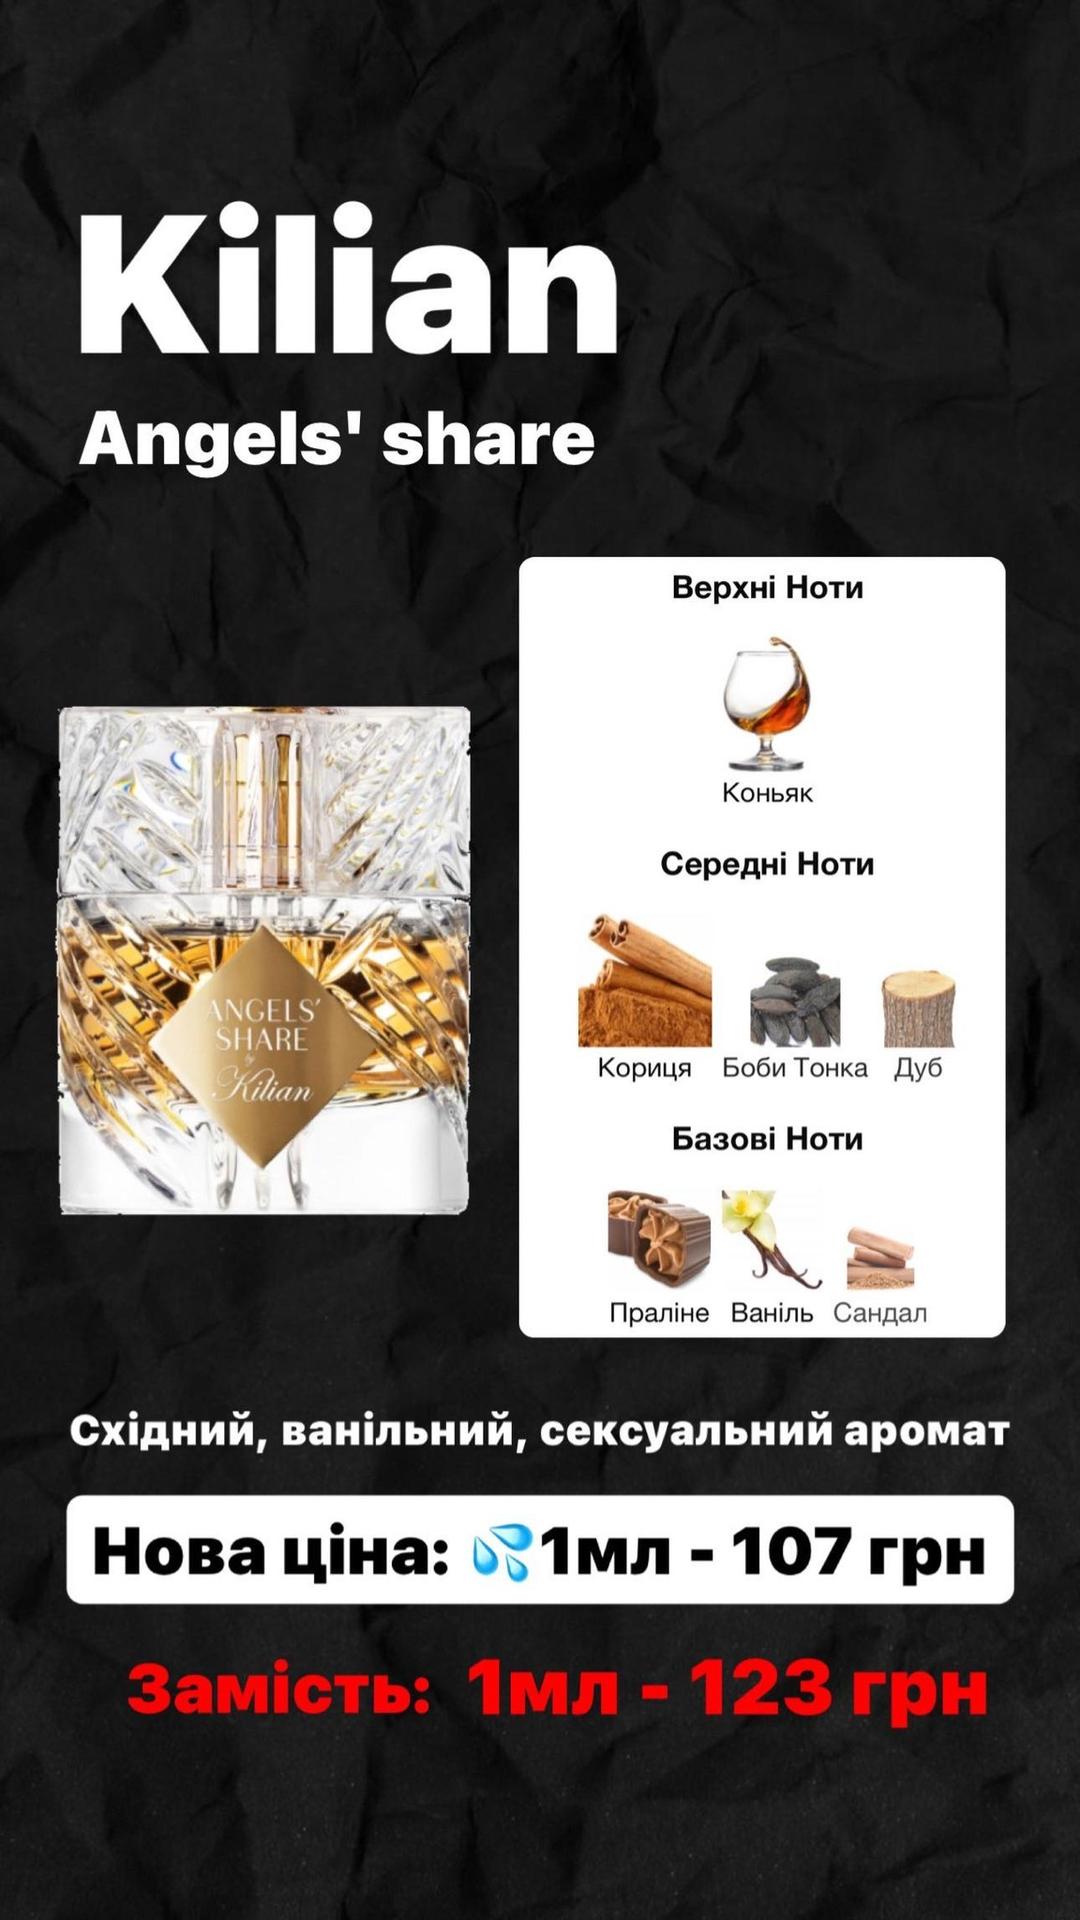 Kilian
Angels' share
Верхні Ноти
Коньяк
Середні Ноти
Кориця Боби Тонка Дуб
Базові Ноти
Праліне Ваніль Сандал
ANGELS'
SHARE
by
Kilian
Східний, ванільний, сексуальний аромат
Нова ціна: 💦1мл - 107 грн
Замість: 1мл - 123 грн